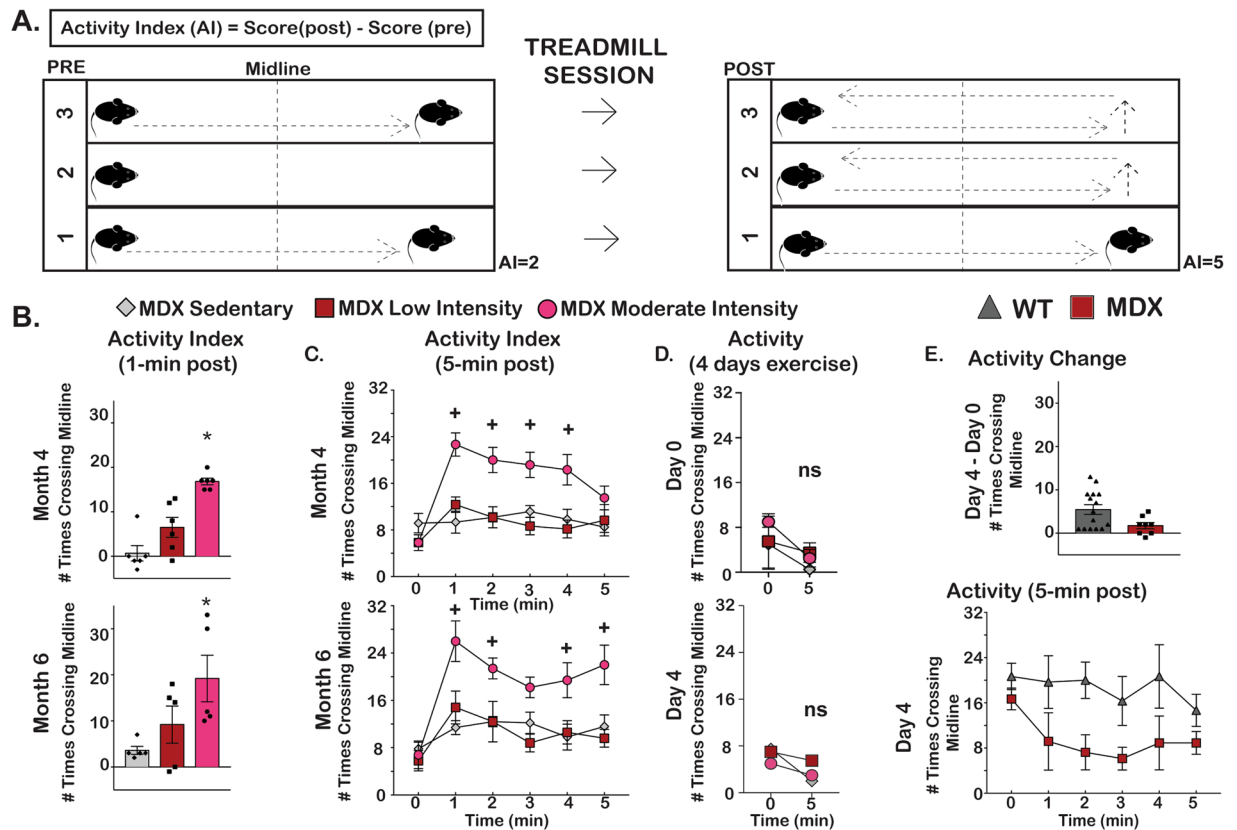 A.
Activity Index (AI) = Score(post) - Score (pre)
PRE
Midline
TREADMILL
SESSION
POST
3
2
1
AI=2
3
2
1
AI=5
MDX Sedentary
MDX Low Intensity
MDX Moderate Intensity
WT
MDX
B.
Activity Index
(1-min post)
Month 4
# Times Crossing Midline
30
20
10
0
*
Month 6
# Times Crossing Midline
30
20
10
0
*
C.
Activity Index
(5-min post)
Month 4
# Times Crossing Midline
32
24
16
8
0
+
+
+
+
0
1
2
3
4
5
Time (min)
Month 6
# Times Crossing Midline
32
24
16
8
0
+
+
+
+
0
1
2
3
4
5
Time (min)
D.
Activity
(4 days exercise)
Day 0
# Times Crossing Midline
32
24
16
8
0
ns
0
5
Day 4
# Times Crossing Midline
32
24
16
8
0
ns
0
5
Time (min)
E.
Activity Change
Day 4 - Day 0
# Times Crossing
Midline
30
20
10
0
Activity (5-min post)
Day 4
# Times Crossing
Midline
32
24
16
8
0
0
1
2
3
4
5
Time (min)